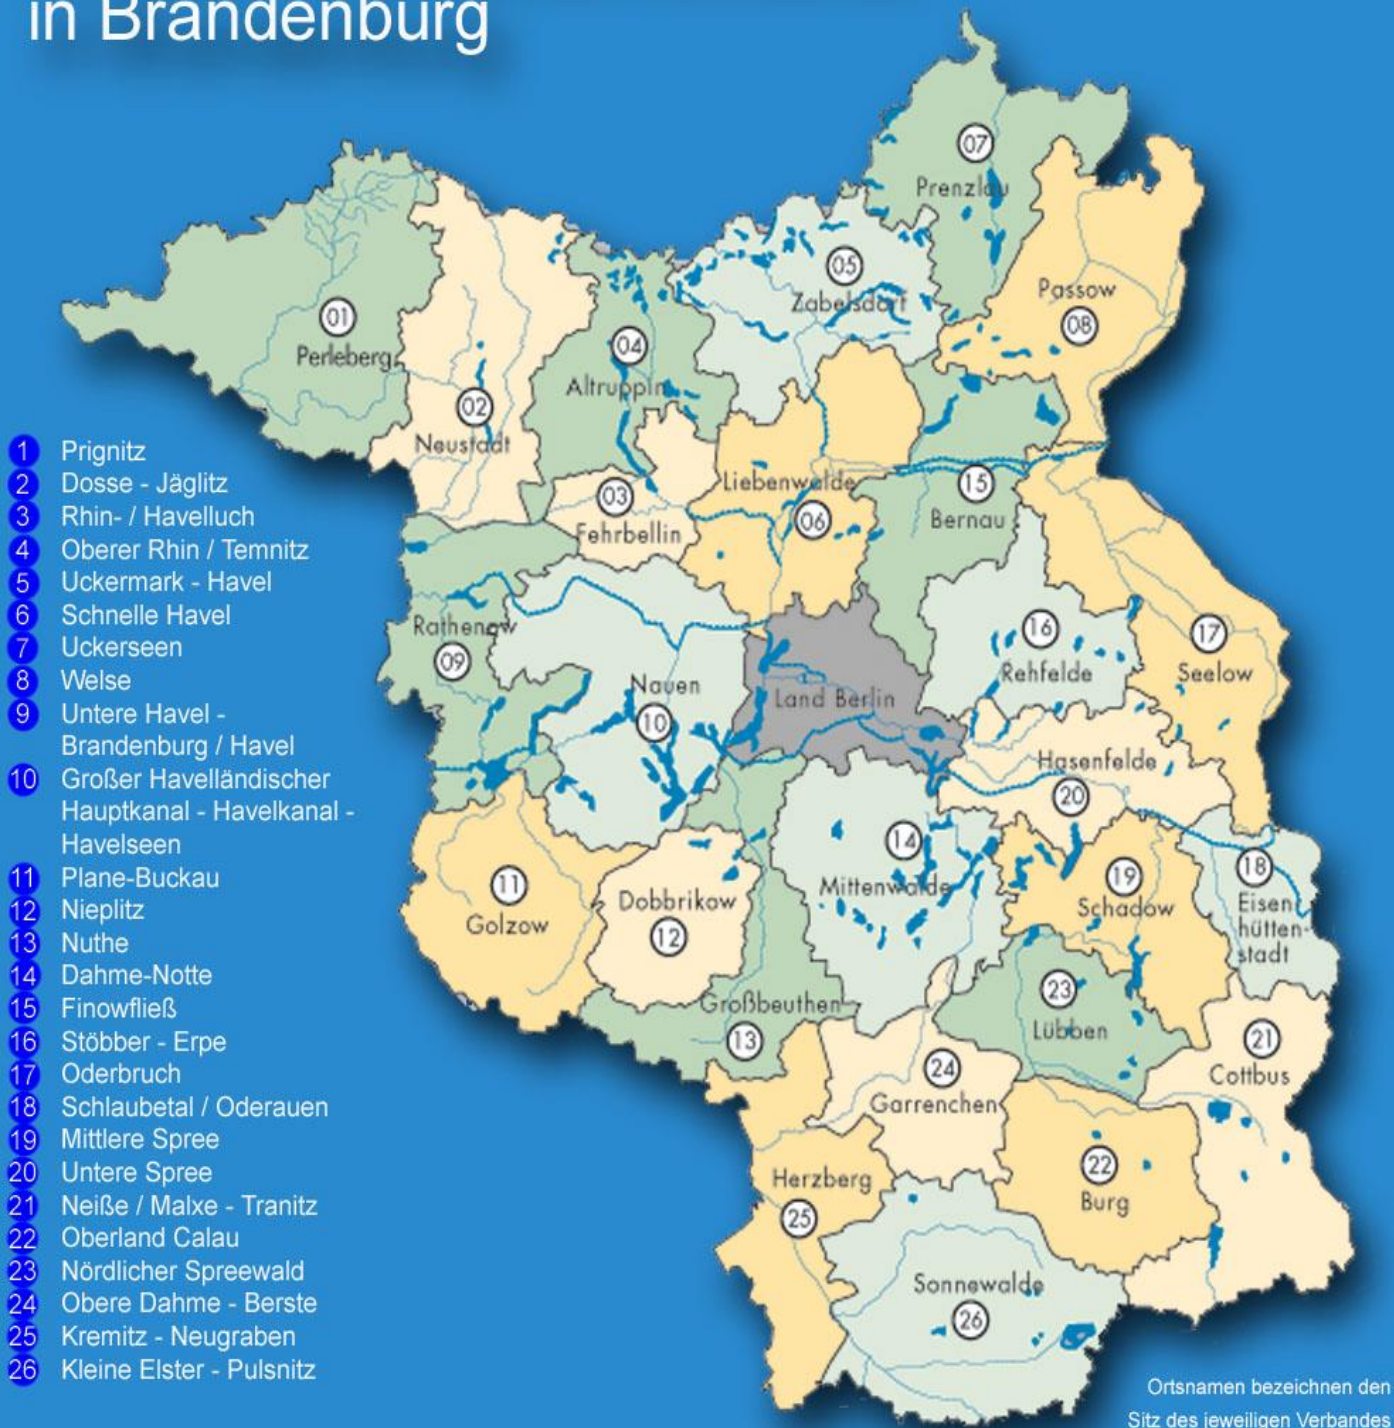 in Brandenburg
1 Prignitz
2 Dosse - Jäglitz
3 Rhin- / Havelluch
4 Oberer Rhin / Temnitz
5 Uckermark - Havel
6 Schnelle Havel
7 Uckerseen
8 Welse
9 Untere Havel -
Brandenburg / Havel
10 Großer Havelländischer
Hauptkanal - Havelkanal -
Havelseen
11 Plane-Buckau
12 Nieplitz
13 Nuthe
14 Dahme-Notte
15 Finowfließ
16 Stöbber - Erpe
17 Oderbruch
18 Schlaubetal / Oderauen
19 Mittlere Spree
20 Untere Spree
21 Neiße / Malxe - Tranitz
22 Oberland Calau
23 Nördlicher Spreewald
24 Obere Dahme - Berste
25 Kremitz - Neugraben
26 Kleine Elster - Pulsnitz
01
Perleberg
02
Neustadt
03
Fehrbellin
04
Altruppin
05
Zabelsdorf
Liebenwalde
06
07
Prenzlau
Passow
08
Rathenow
09
Nauen
10
Land Berlin
15
Bernau
16
Rehfelde
17
Seelow
Hasenfelde
20
11
Golzow
Dobbrikow
12
Großbeuthen
13
14
Mittenwalde
19
Schadow
18
Eisen-
hütten-
stadt
23
Lübben
21
Cottbus
24
Garrenchen
22
Burg
Herzberg
25
Sonnewalde
26
Ortsnamen bezeichnen den
Sitz des jeweiligen Verbandes